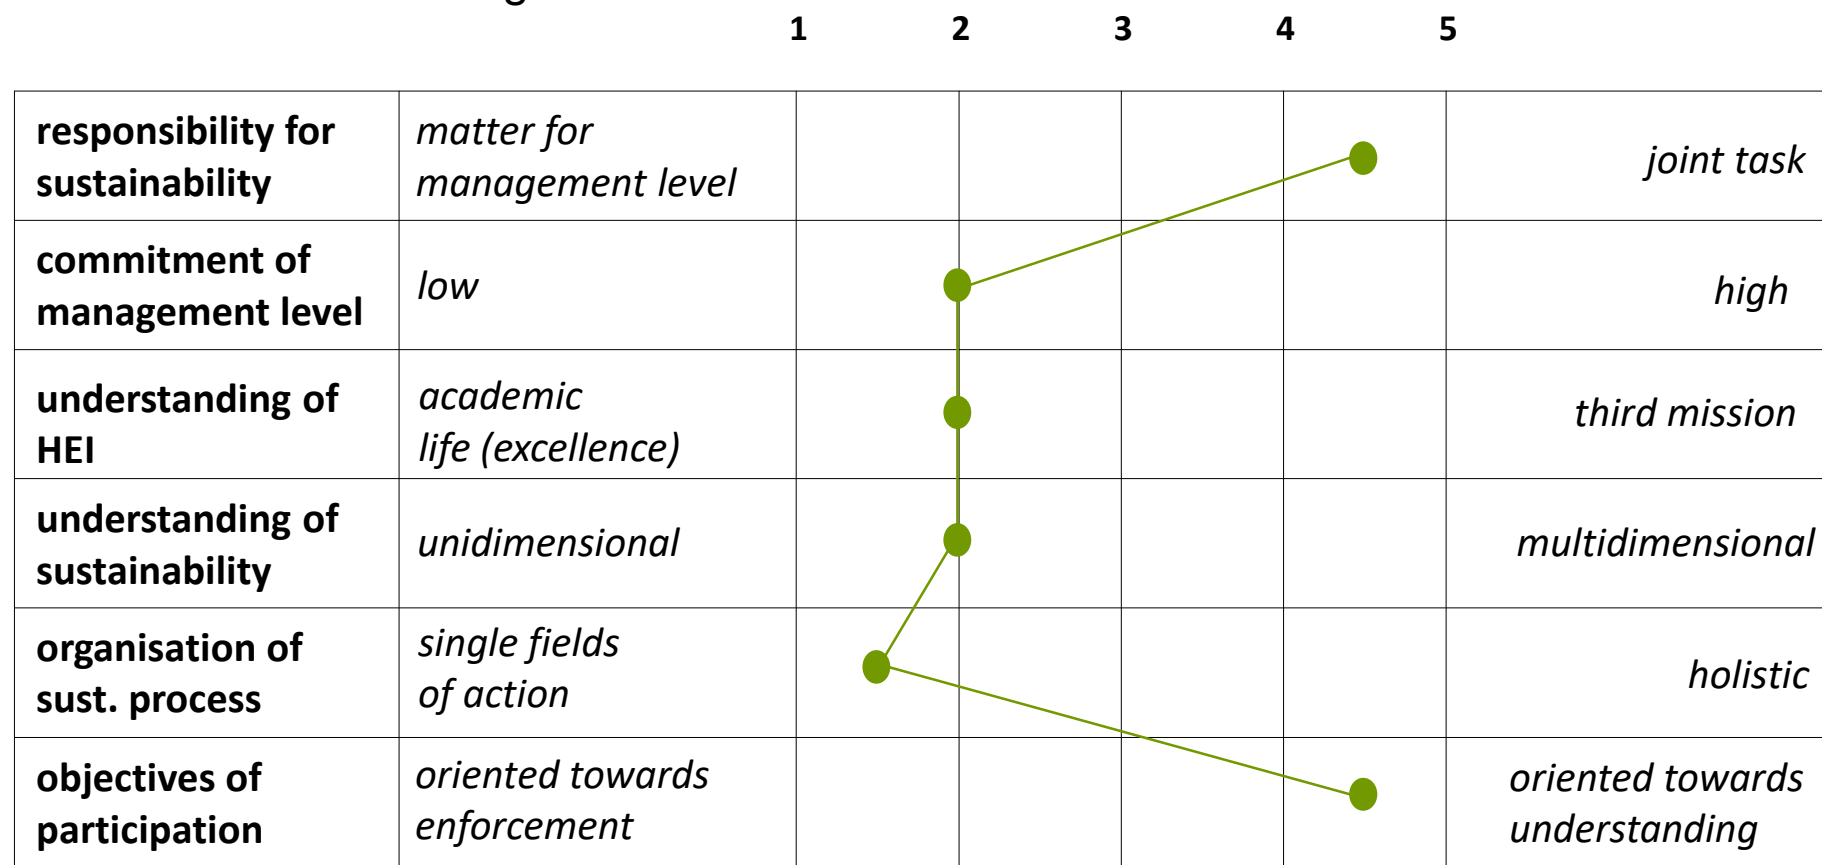 g
1 2 3 4 5
responsibility for
sustainability
matter for
management level
joint task
commitment of
management level
low
high
understanding of
HEI
academic
life (excellence)
third mission
understanding of
sustainability
unidimensional
multidimensional
organisation of
sust. process
single fields
of action
holistic
objectives of
participation
oriented towards
enforcement
oriented towards
understanding